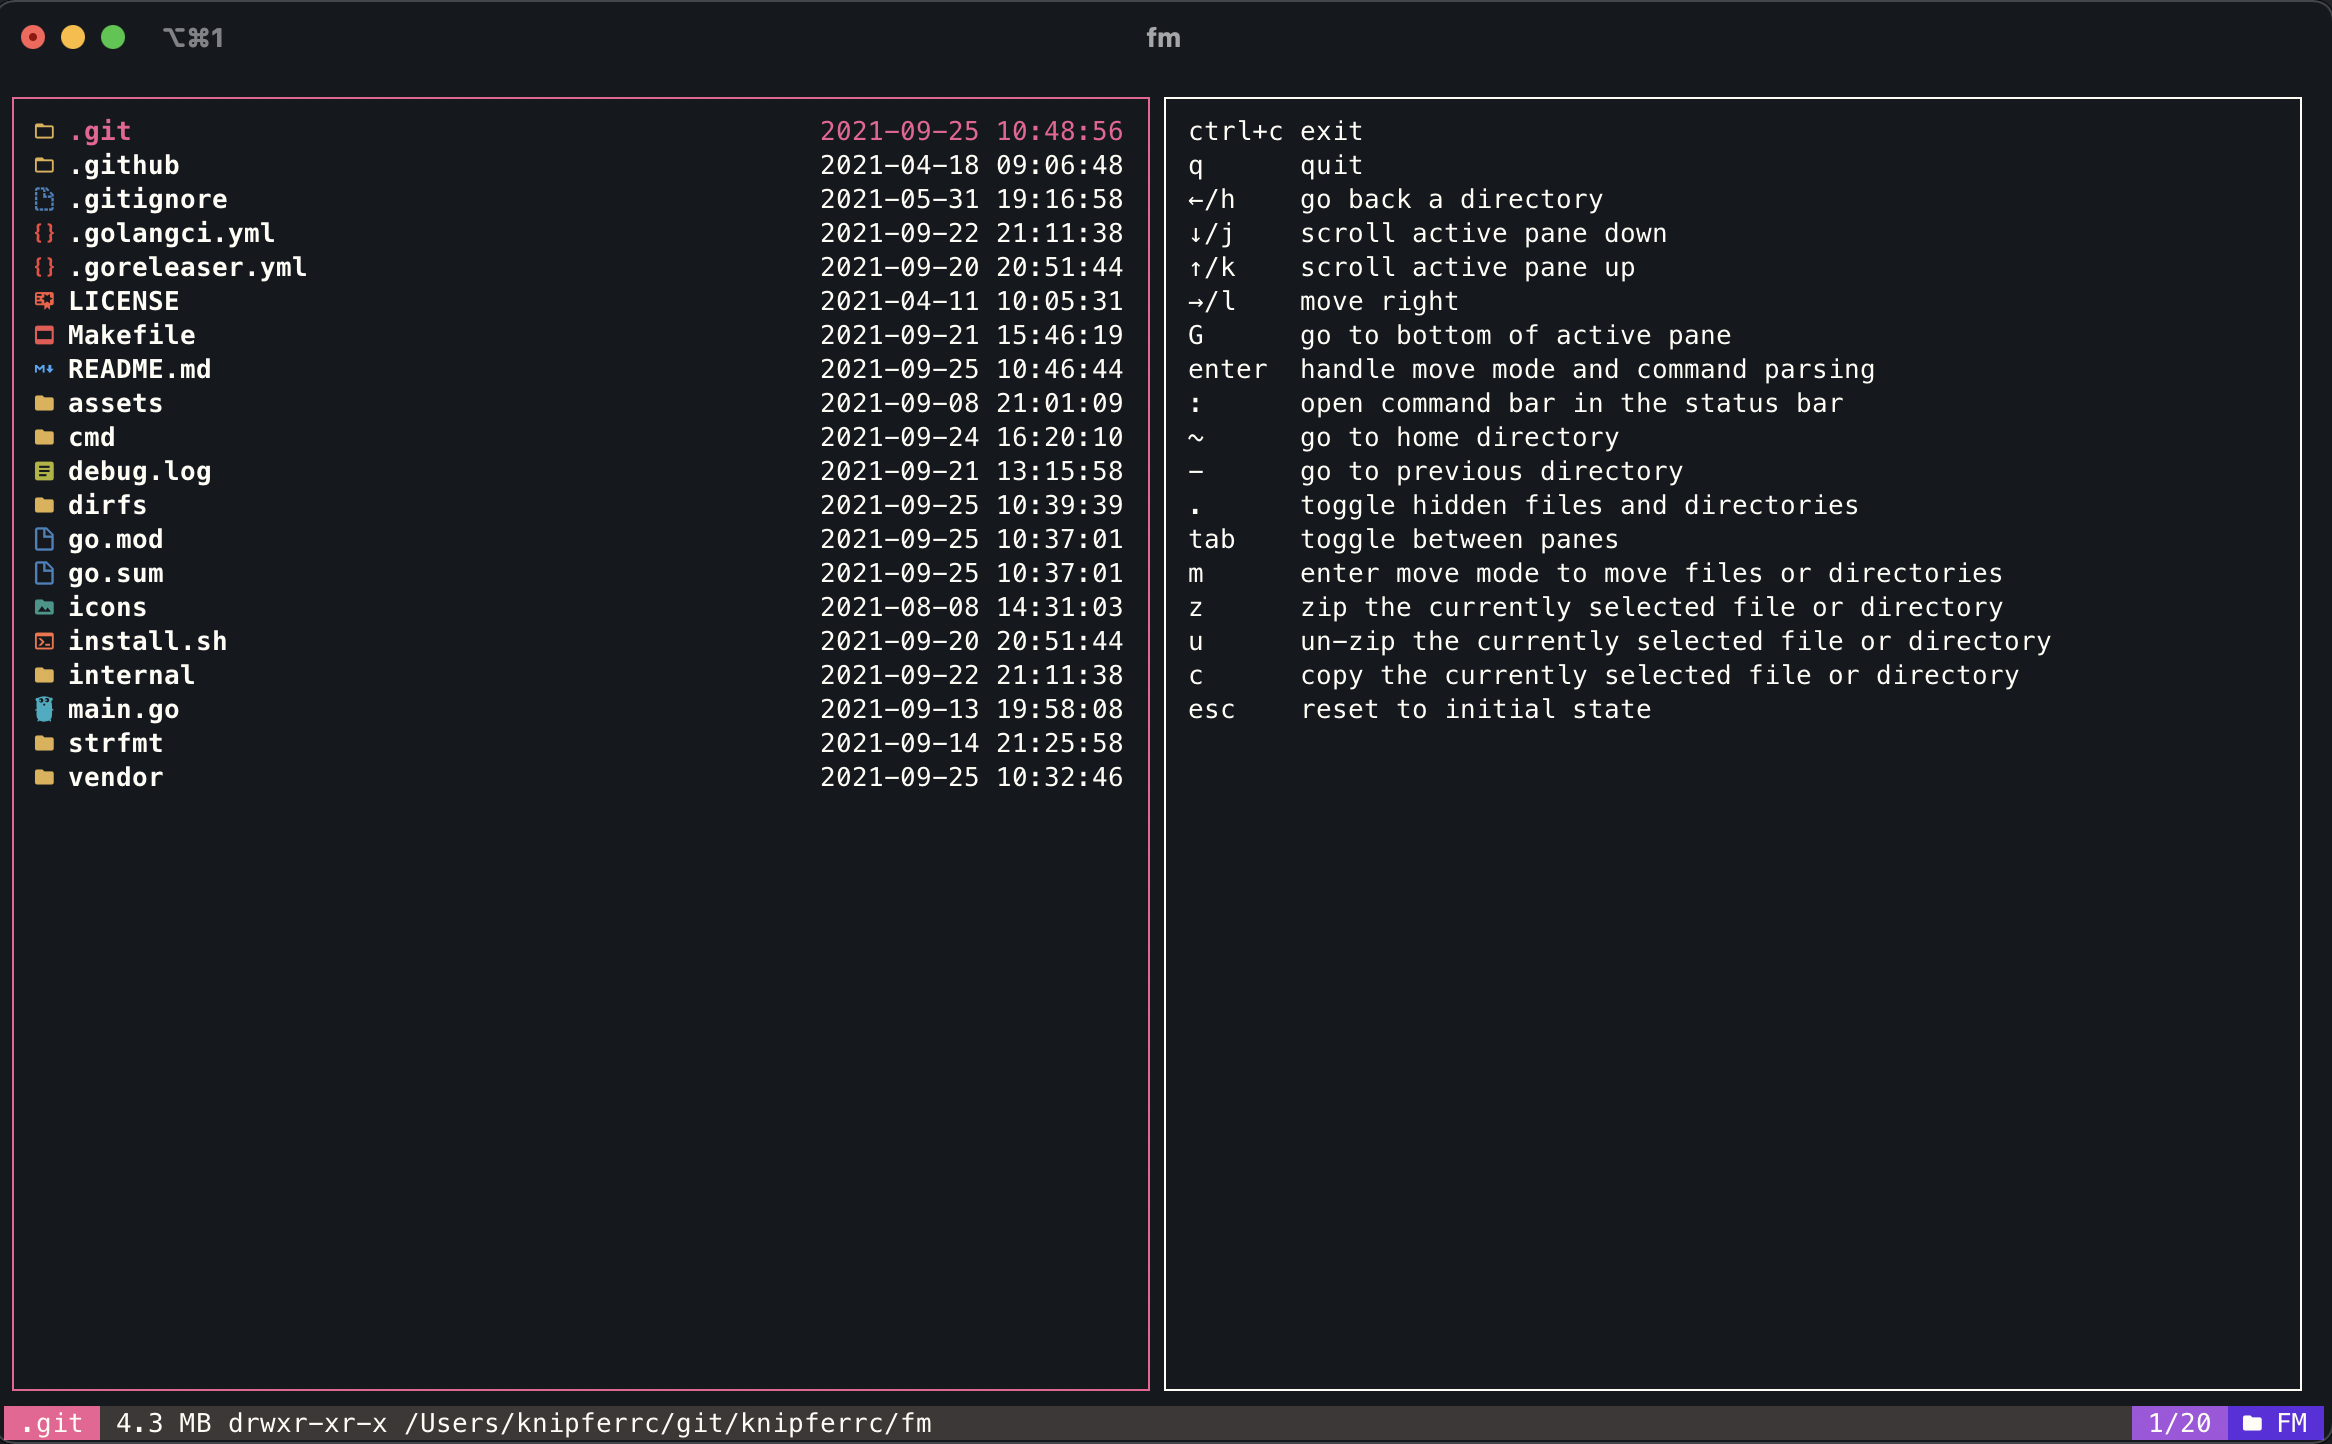 ⌥⌘1 fm
.git 2021-09-25 10:48:56
.github 2021-04-18 09:06:48
.gitignore 2021-05-31 19:16:58
.golangci.yml 2021-09-22 21:11:38
.goreleaser.yml 2021-09-20 20:51:44
LICENSE 2021-04-11 10:05:31
Makefile 2021-09-21 15:46:19
README.md 2021-09-25 10:46:44
assets 2021-09-08 21:01:09
cmd 2021-09-24 16:20:10
debug.log 2021-09-21 13:15:58
dirfs 2021-09-25 10:39:39
go.mod 2021-09-25 10:37:01
go.sum 2021-09-25 10:37:01
icons 2021-08-08 14:31:03
install.sh 2021-09-20 20:51:44
internal 2021-09-22 21:11:38
main.go 2021-09-13 19:58:08
strfmt 2021-09-14 21:25:58
vendor 2021-09-25 10:32:46
ctrl+c exit
q quit
←/h go back a directory
↓/j scroll active pane down
↑/k scroll active pane up
→/l move right
G go to bottom of active pane
enter handle move mode and command parsing
: open command bar in the status bar
~ go to home directory
- go to previous directory
. toggle hidden files and directories
tab toggle between panes
m enter move mode to move files or directories
z zip the currently selected file or directory
u un-zip the currently selected file or directory
c copy the currently selected file or directory
esc reset to initial state
.git 4.3 MB drwxr-xr-x /Users/knipferrc/git/knipferrc/fm 1/20 FM